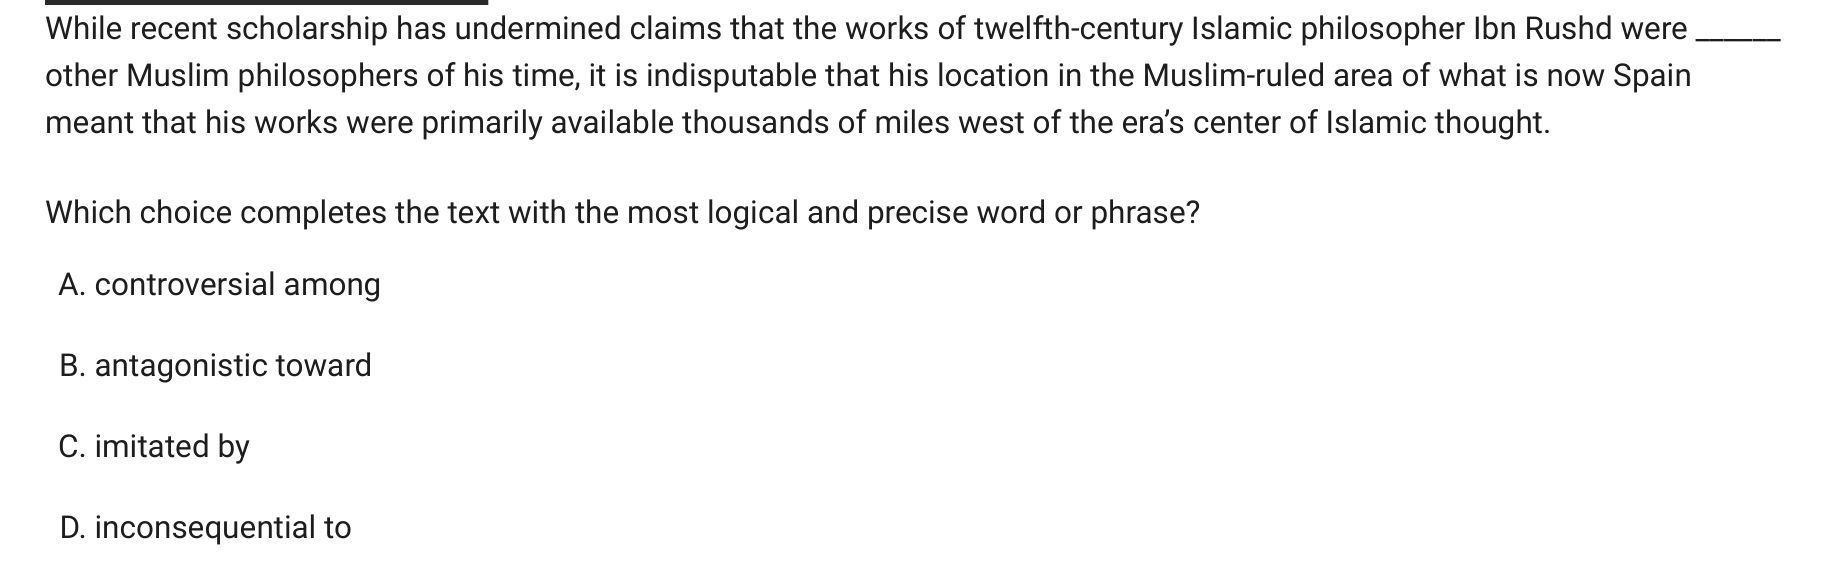 While recent scholarship has undermined claims that the works of twelfth-century Islamic philosopher Ibn Rushd were ______
other Muslim philosophers of his time, it is indisputable that his location in the Muslim-ruled area of what is now Spain
meant that his works were primarily available thousands of miles west of the era’s center of Islamic thought.
Which choice completes the text with the most logical and precise word or phrase?
A. controversial among
B. antagonistic toward
C. imitated by
D. inconsequential to